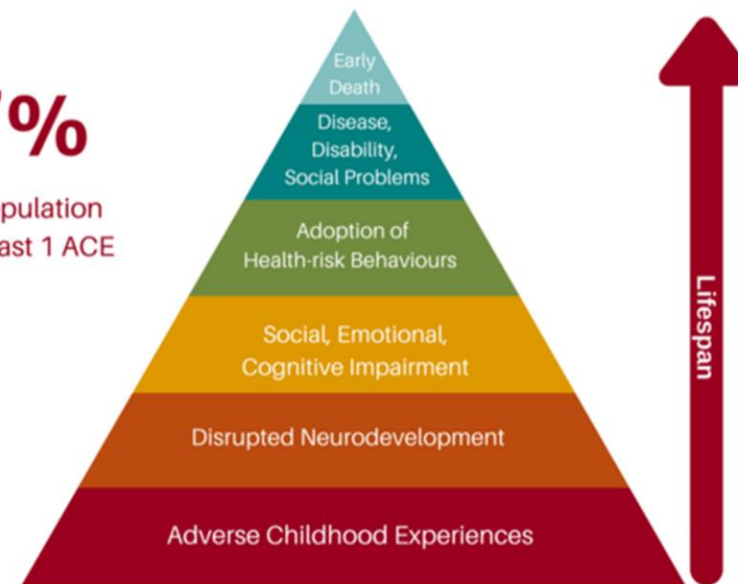 %
pulation
ast 1 ACE
Early
Death
Disease,
Disability,
Social Problems
Adoption of
Health-risk Behaviours
Social, Emotional,
Cognitive Impairment
Disrupted Neurodevelopment
Adverse Childhood Experiences
Lifespan